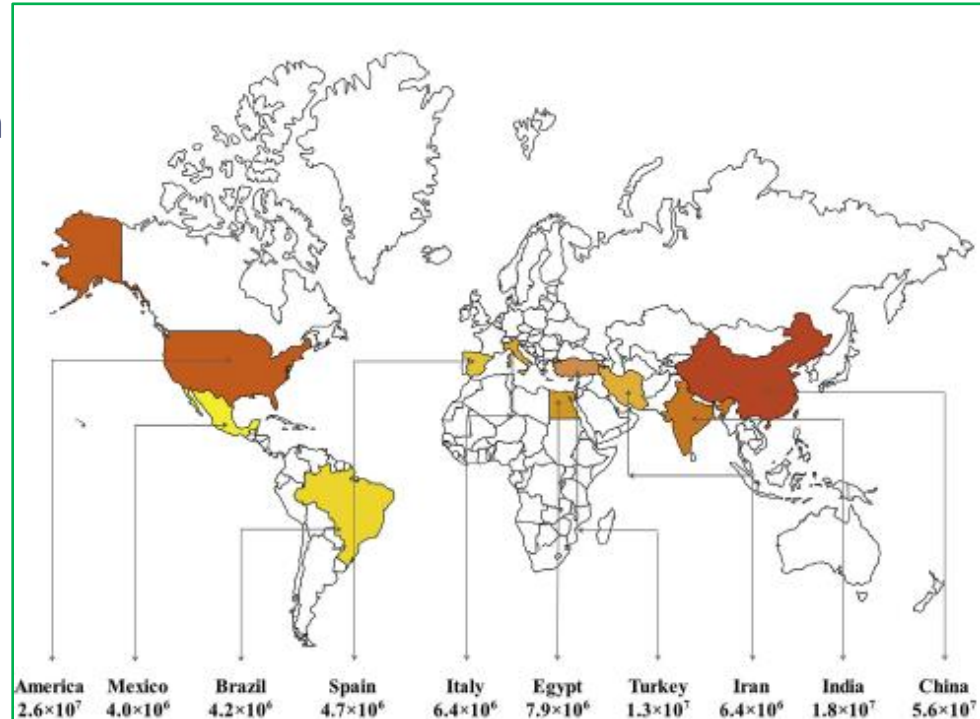 America Mexico Brazil Spain Italy Egypt Turkey Iran India China
2.6×10⁷ 4.0×10⁶ 4.2×10⁶ 4.7×10⁶ 6.4×10⁶ 7.9×10⁶ 1.3×10⁷ 6.4×10⁶ 1.8×10⁷ 5.6×10⁷